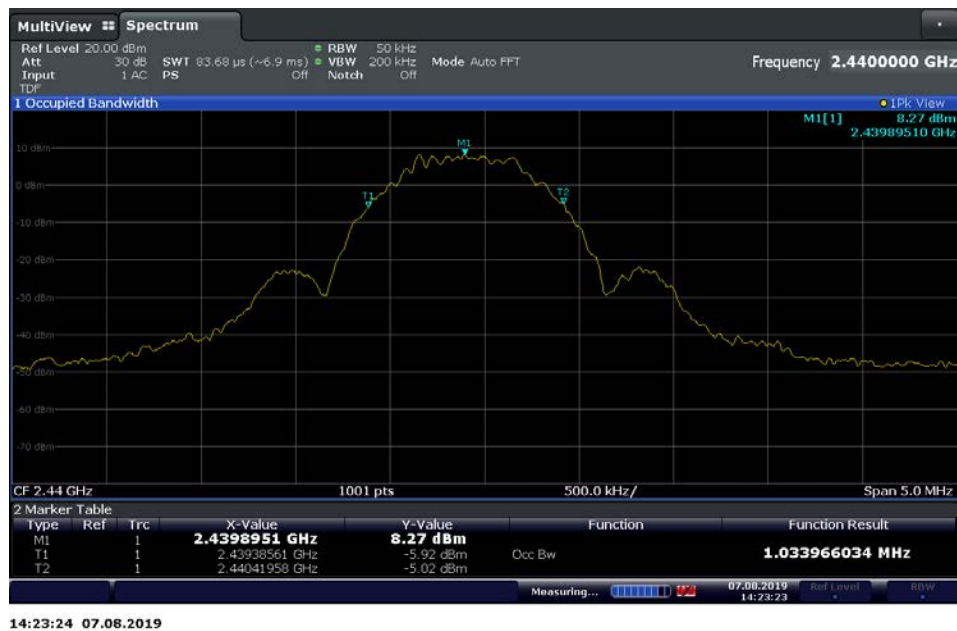 MultiView Spectrum
Ref Level 20.00 dBm RBW 50 kHz
Att 30 dB SWT 83.68 µs (~6.9 ms) VBW 200 kHz Mode Auto FFT Frequency 2.4400000 GHz
Input 1 AC PS Off Notch Off
TDF
1 Occupied Bandwidth 1Pk View
M1[1] 8.27 dBm
2.43989510 GHz
10 dBm
M1
0 dBm
T1 T2
-10 dBm
-20 dBm
-30 dBm
-40 dBm
-50 dBm
-60 dBm
-70 dBm
CF 2.44 GHz 1001 pts 500.0 kHz/ Span 5.0 MHz
2 Marker Table
Type Ref Trc X-Value Y-Value Function Function Result
M1 1 2.4398951 GHz 8.27 dBm
T1 1 2.43938561 GHz -5.92 dBm Occ Bw 1.033966034 MHz
T2 1 2.44041958 GHz -5.02 dBm
Measuring... 07.08.2019 Ref Level RBW
14:23:23
14:23:24 07.08.2019